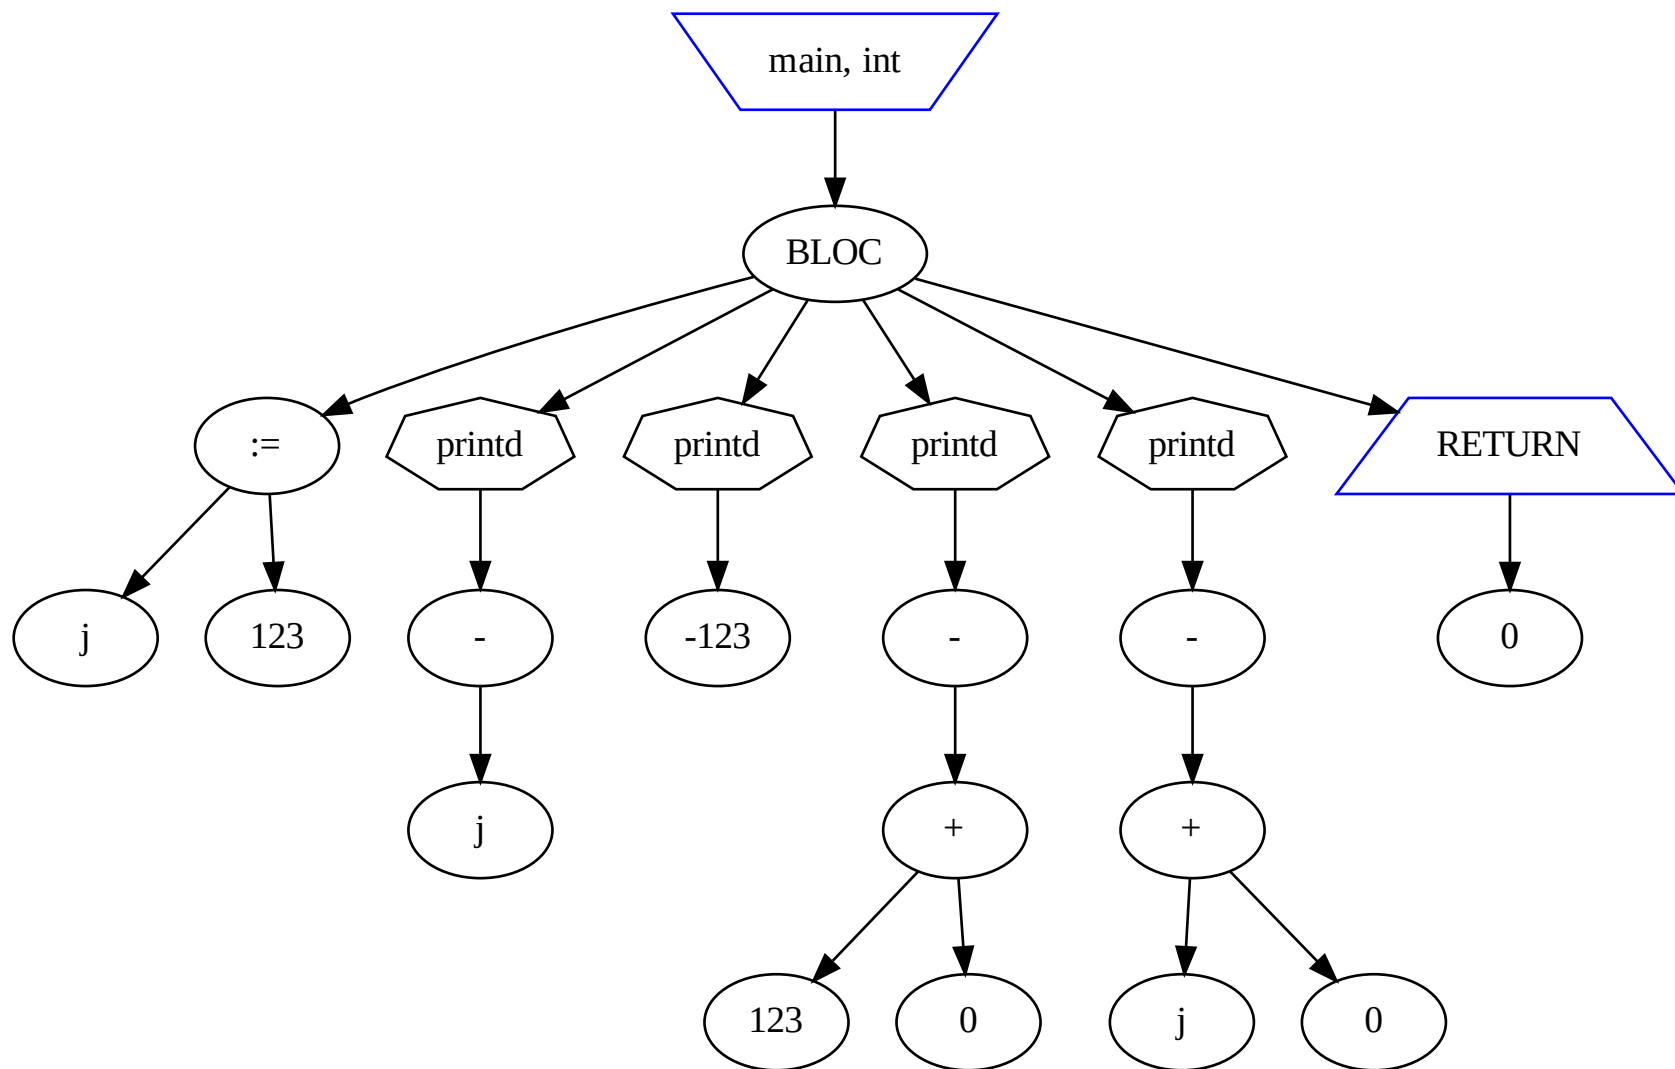 main, int
BLOC
:=
printd
printd
printd
printd
RETURN
j
123
-
-123
-
-
0
j
+
+
123
0
j
0